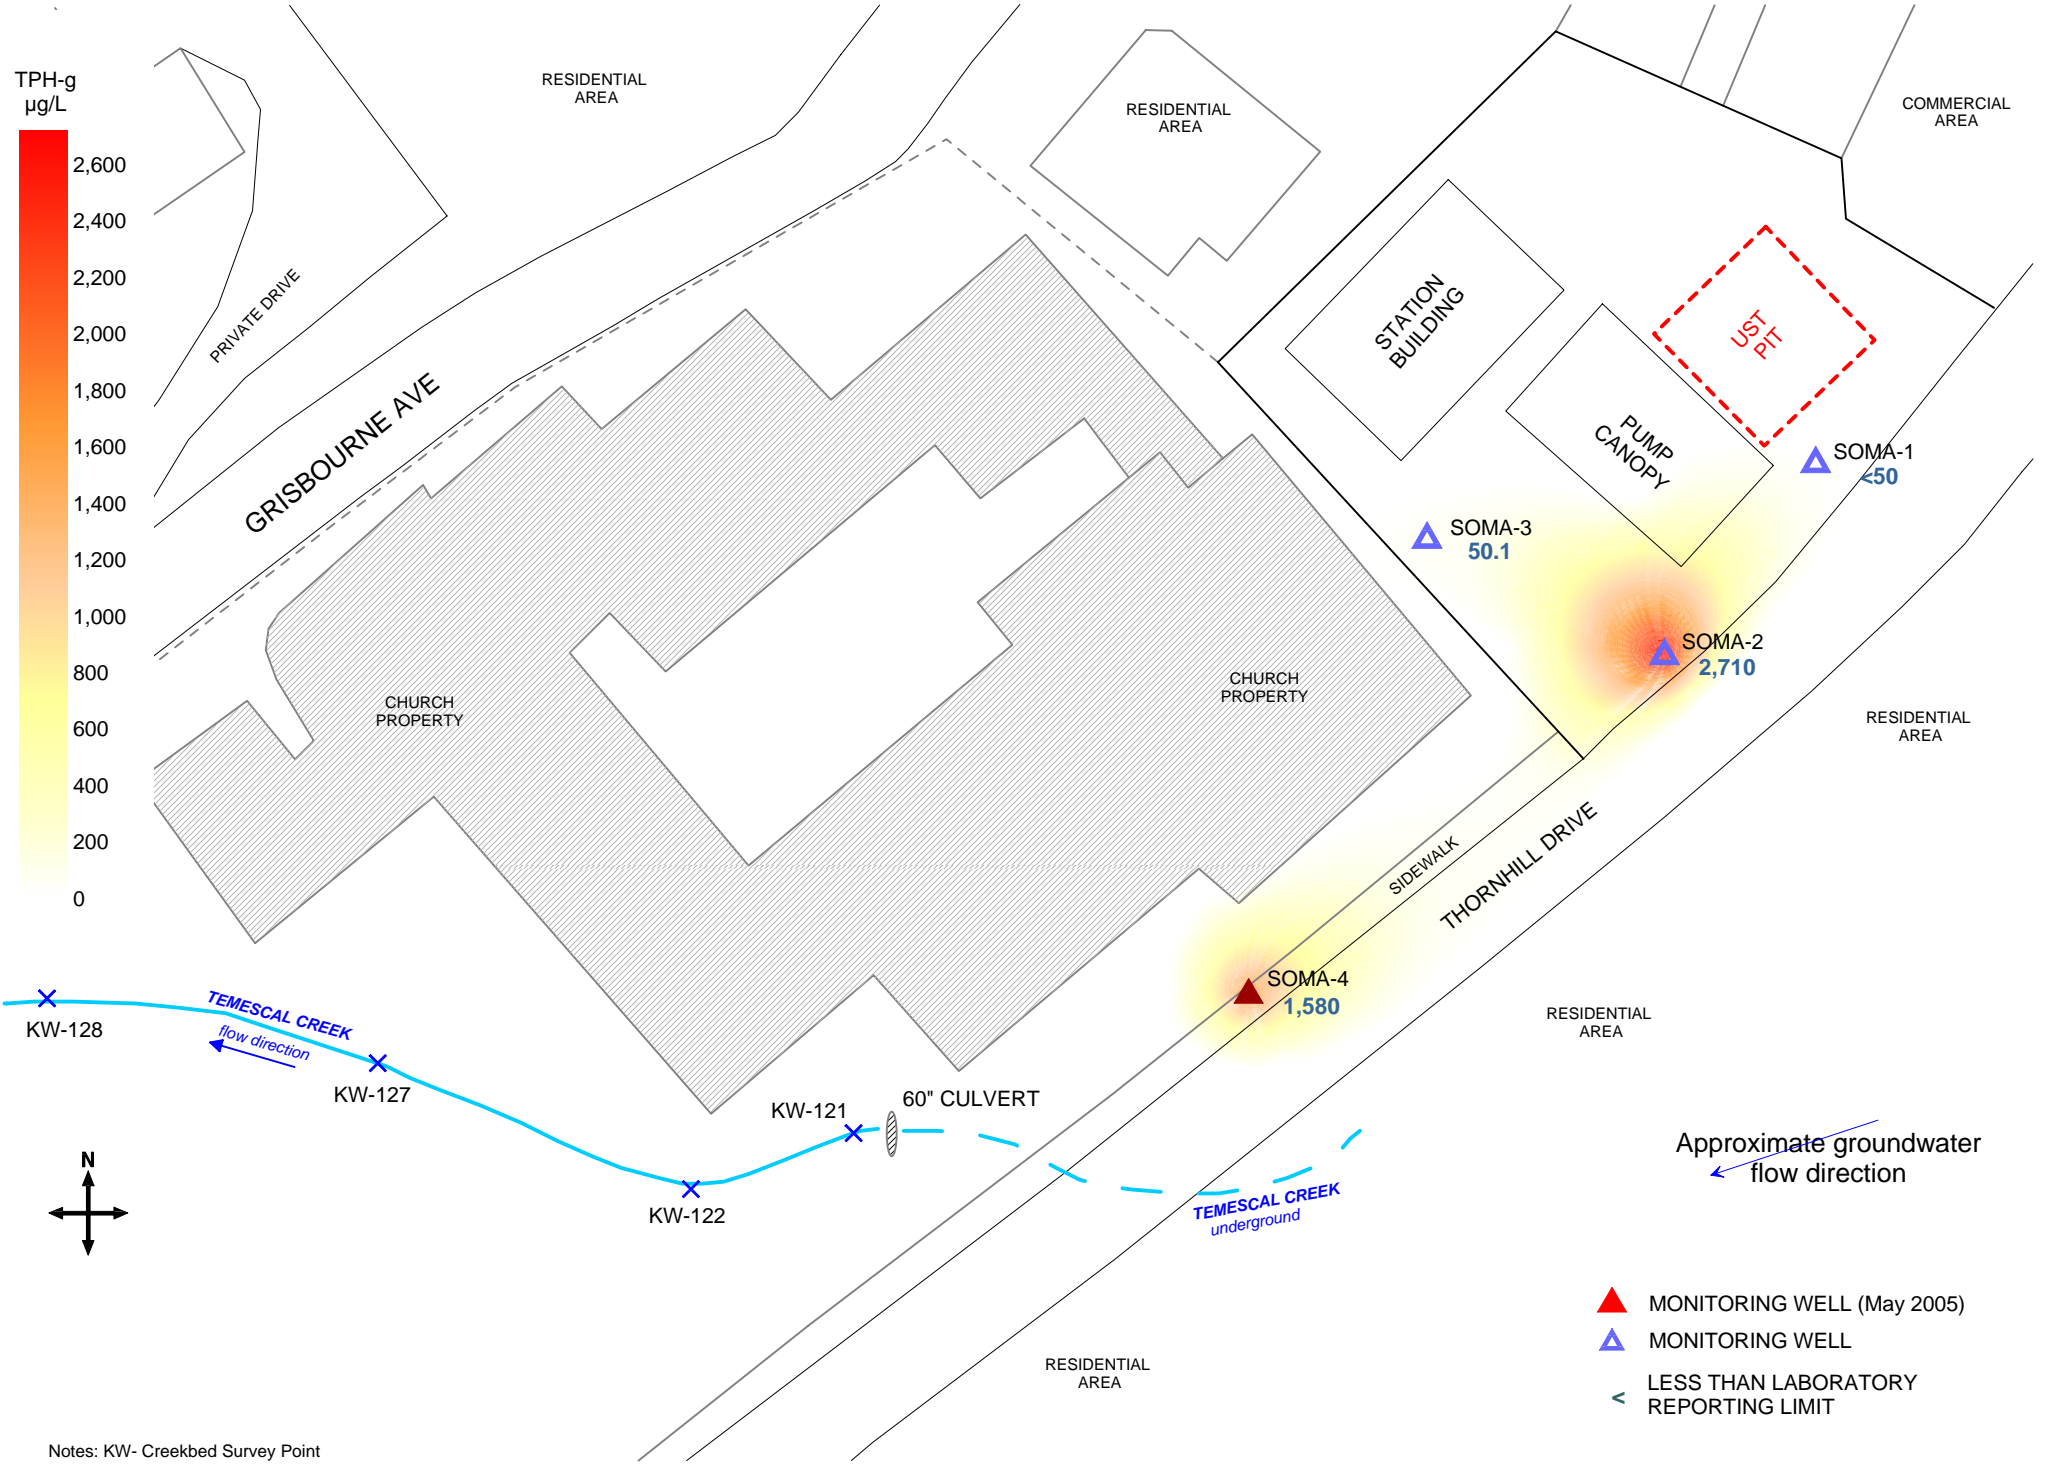 TPH-g
µg/L
2,600
2,400
2,200
2,000
1,800
1,600
1,400
1,200
1,000
800
600
400
200
0
RESIDENTIAL
AREA
RESIDENTIAL
AREA
COMMERCIAL
AREA
PRIVATE DRIVE
GRISBOURNE AVE
STATION
BUILDING
UST
PIT
PUMP
CANOPY
SOMA-1
<50
SOMA-3
50.1
SOMA-2
2,710
CHURCH
PROPERTY
CHURCH
PROPERTY
RESIDENTIAL
AREA
SIDEWALK
THORNHILL DRIVE
SOMA-4
1,580
RESIDENTIAL
AREA
TEMESCAL CREEK
flow direction
KW-128
KW-127
KW-121
60" CULVERT
KW-122
TEMESCAL CREEK
underground
Approximate groundwater
flow direction
N
RESIDENTIAL
AREA
MONITORING WELL (May 2005)
MONITORING WELL
< LESS THAN LABORATORY
REPORTING LIMIT
Notes: KW- Creekbed Survey Point